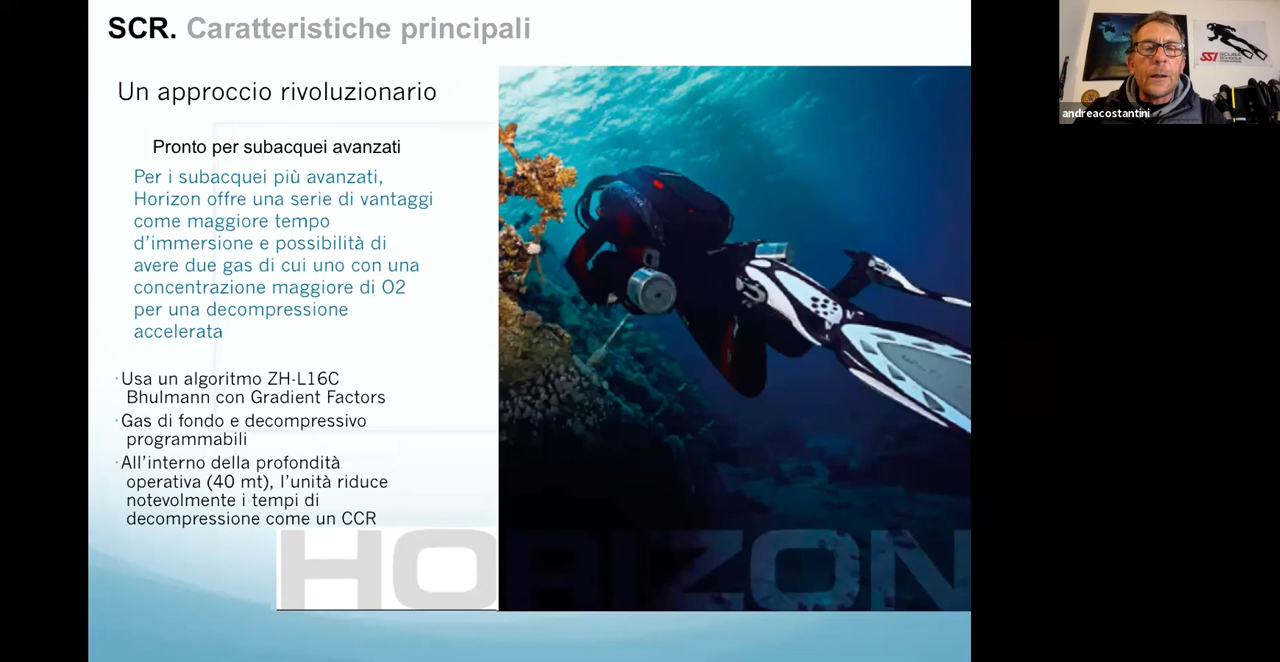 SCR. Caratteristiche principali
Un approccio rivoluzionario
Pronto per subacquei avanzati
Per i subacquei più avanzati,
Horizon offre una serie di vantaggi
come maggiore tempo
d’immersione e possibilità di
avere due gas di cui uno con una
concentrazione maggiore di O2
per una decompressione
accelerata
·Usa un algoritmo ZH-L16C
Bhulmann con Gradient Factors
·Gas di fondo e decompressivo
programmabili
·All’interno della profondità
operativa (40 mt), l’unità riduce
notevolmente i tempi di
decompressione come un CCR
HORIZON
SSI
andreacostantini